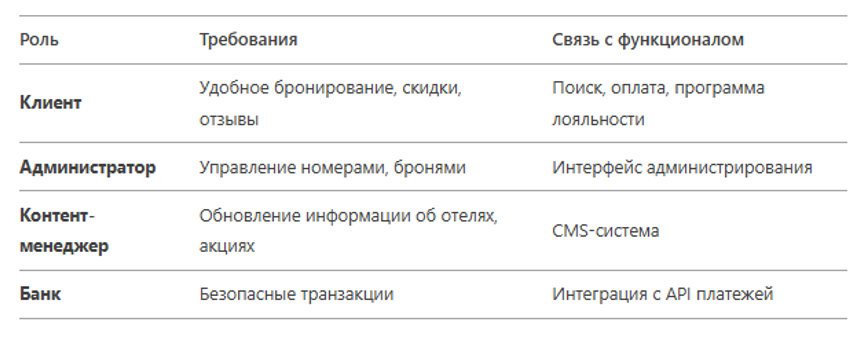 Роль Требования Связь с функционалом
Клиент Удобное бронирование, скидки, отзывы Поиск, оплата, программа лояльности
Администратор Управление номерами, бронями Интерфейс администрирования
Контент-менеджер Обновление информации об отелях, акциях CMS-система
Банк Безопасные транзакции Интеграция с API платежей